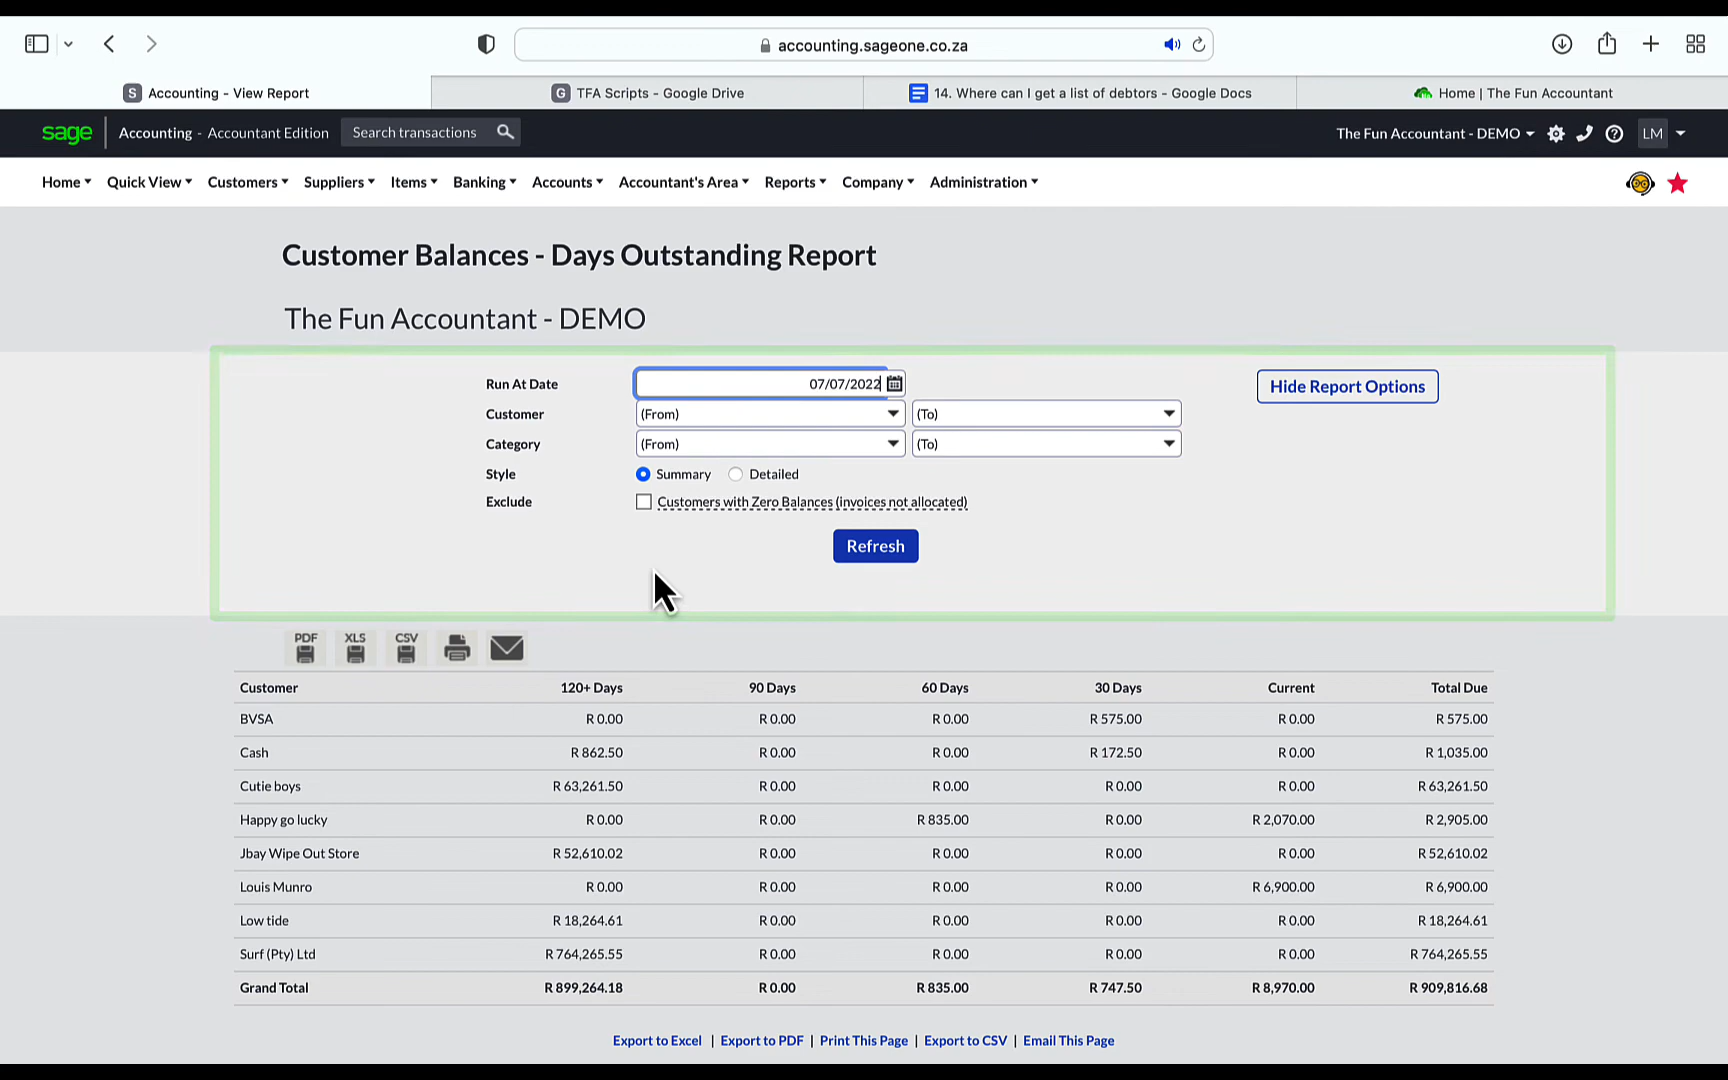 accounting.sageone.co.za
S Accounting - View Report
G TFA Scripts - Google Drive
14. Where can I get a list of debtors - Google Docs
Home | The Fun Accountant
sage Accounting - Accountant Edition Search transactions The Fun Accountant - DEMO LM
Home Quick View Customers Suppliers Items Banking Accounts Accountant's Area Reports Company Administration
Customer Balances - Days Outstanding Report
The Fun Accountant - DEMO
Run At Date 07/07/2022 Hide Report Options
Customer (From) (To)
Category (From) (To)
Style Summary Detailed
Exclude Customers with Zero Balances (invoices not allocated)
Refresh
PDF XLS CSV
Customer 120+ Days 90 Days 60 Days 30 Days Current Total Due
BVSA R 0.00 R 0.00 R 0.00 R 575.00 R 0.00 R 575.00
Cash R 862.50 R 0.00 R 0.00 R 172.50 R 0.00 R 1,035.00
Cutie boys R 63,261.50 R 0.00 R 0.00 R 0.00 R 0.00 R 63,261.50
Happy go lucky R 0.00 R 0.00 R 835.00 R 0.00 R 2,070.00 R 2,905.00
Jbay Wipe Out Store R 52,610.02 R 0.00 R 0.00 R 0.00 R 0.00 R 52,610.02
Louis Munro R 0.00 R 0.00 R 0.00 R 0.00 R 6,900.00 R 6,900.00
Low tide R 18,264.61 R 0.00 R 0.00 R 0.00 R 0.00 R 18,264.61
Surf (Pty) Ltd R 764,265.55 R 0.00 R 0.00 R 0.00 R 0.00 R 764,265.55
Grand Total R 899,264.18 R 0.00 R 835.00 R 747.50 R 8,970.00 R 909,816.68
Export to Excel | Export to PDF | Print This Page | Export to CSV | Email This Page